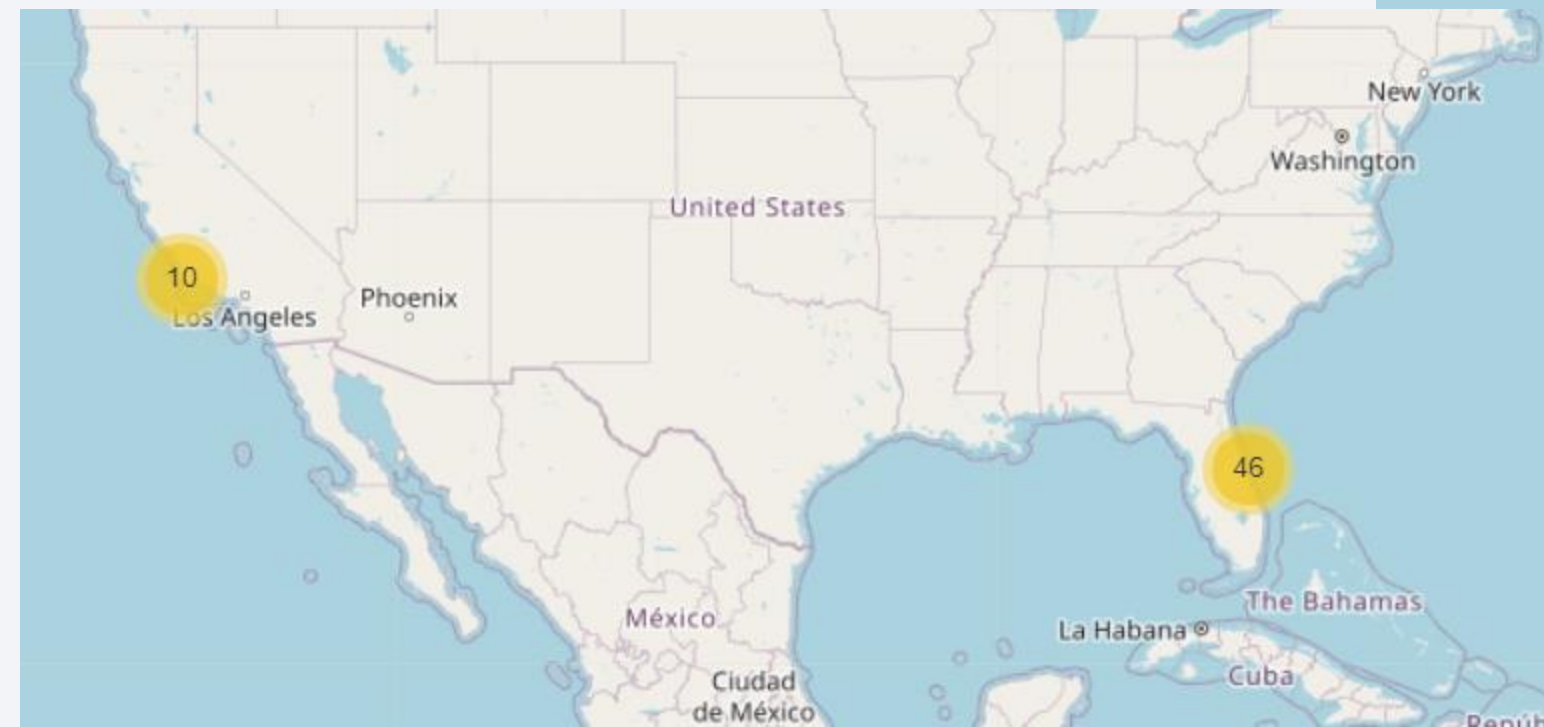 New York
Washington
United States
10
Phoenix
Los Angeles
46
The Bahamas
México
La Habana
Cuba
Ciudad
de México